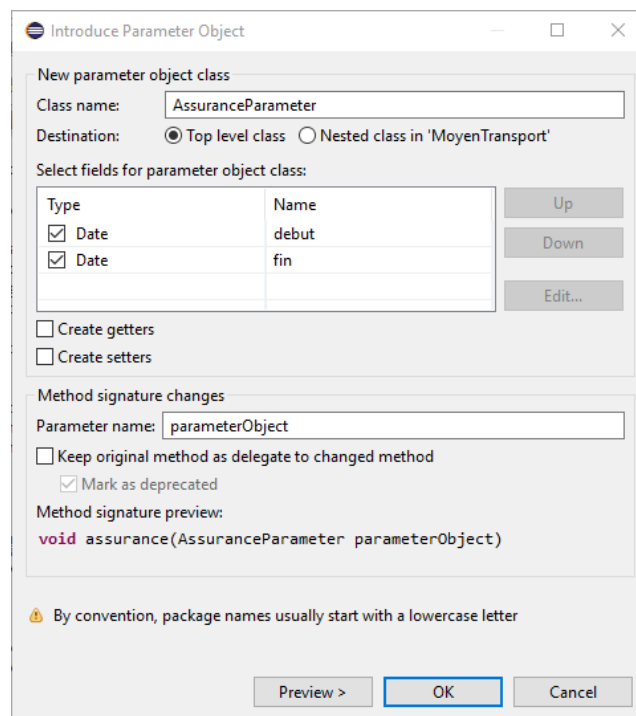 Introduce Parameter Object
New parameter object class
Class name: AssuranceParameter
Destination: Top level class Nested class in 'MoyenTransport'
Select fields for parameter object class:
Type Name Up
Date debut
Down
Date fin
Edit...
Create getters
Create setters
Method signature changes
Parameter name: parameterObject
Keep original method as delegate to changed method
Mark as deprecated
Method signature preview:
void assurance(AssuranceParameter parameterObject)
By convention, package names usually start with a lowercase letter
Preview > OK Cancel